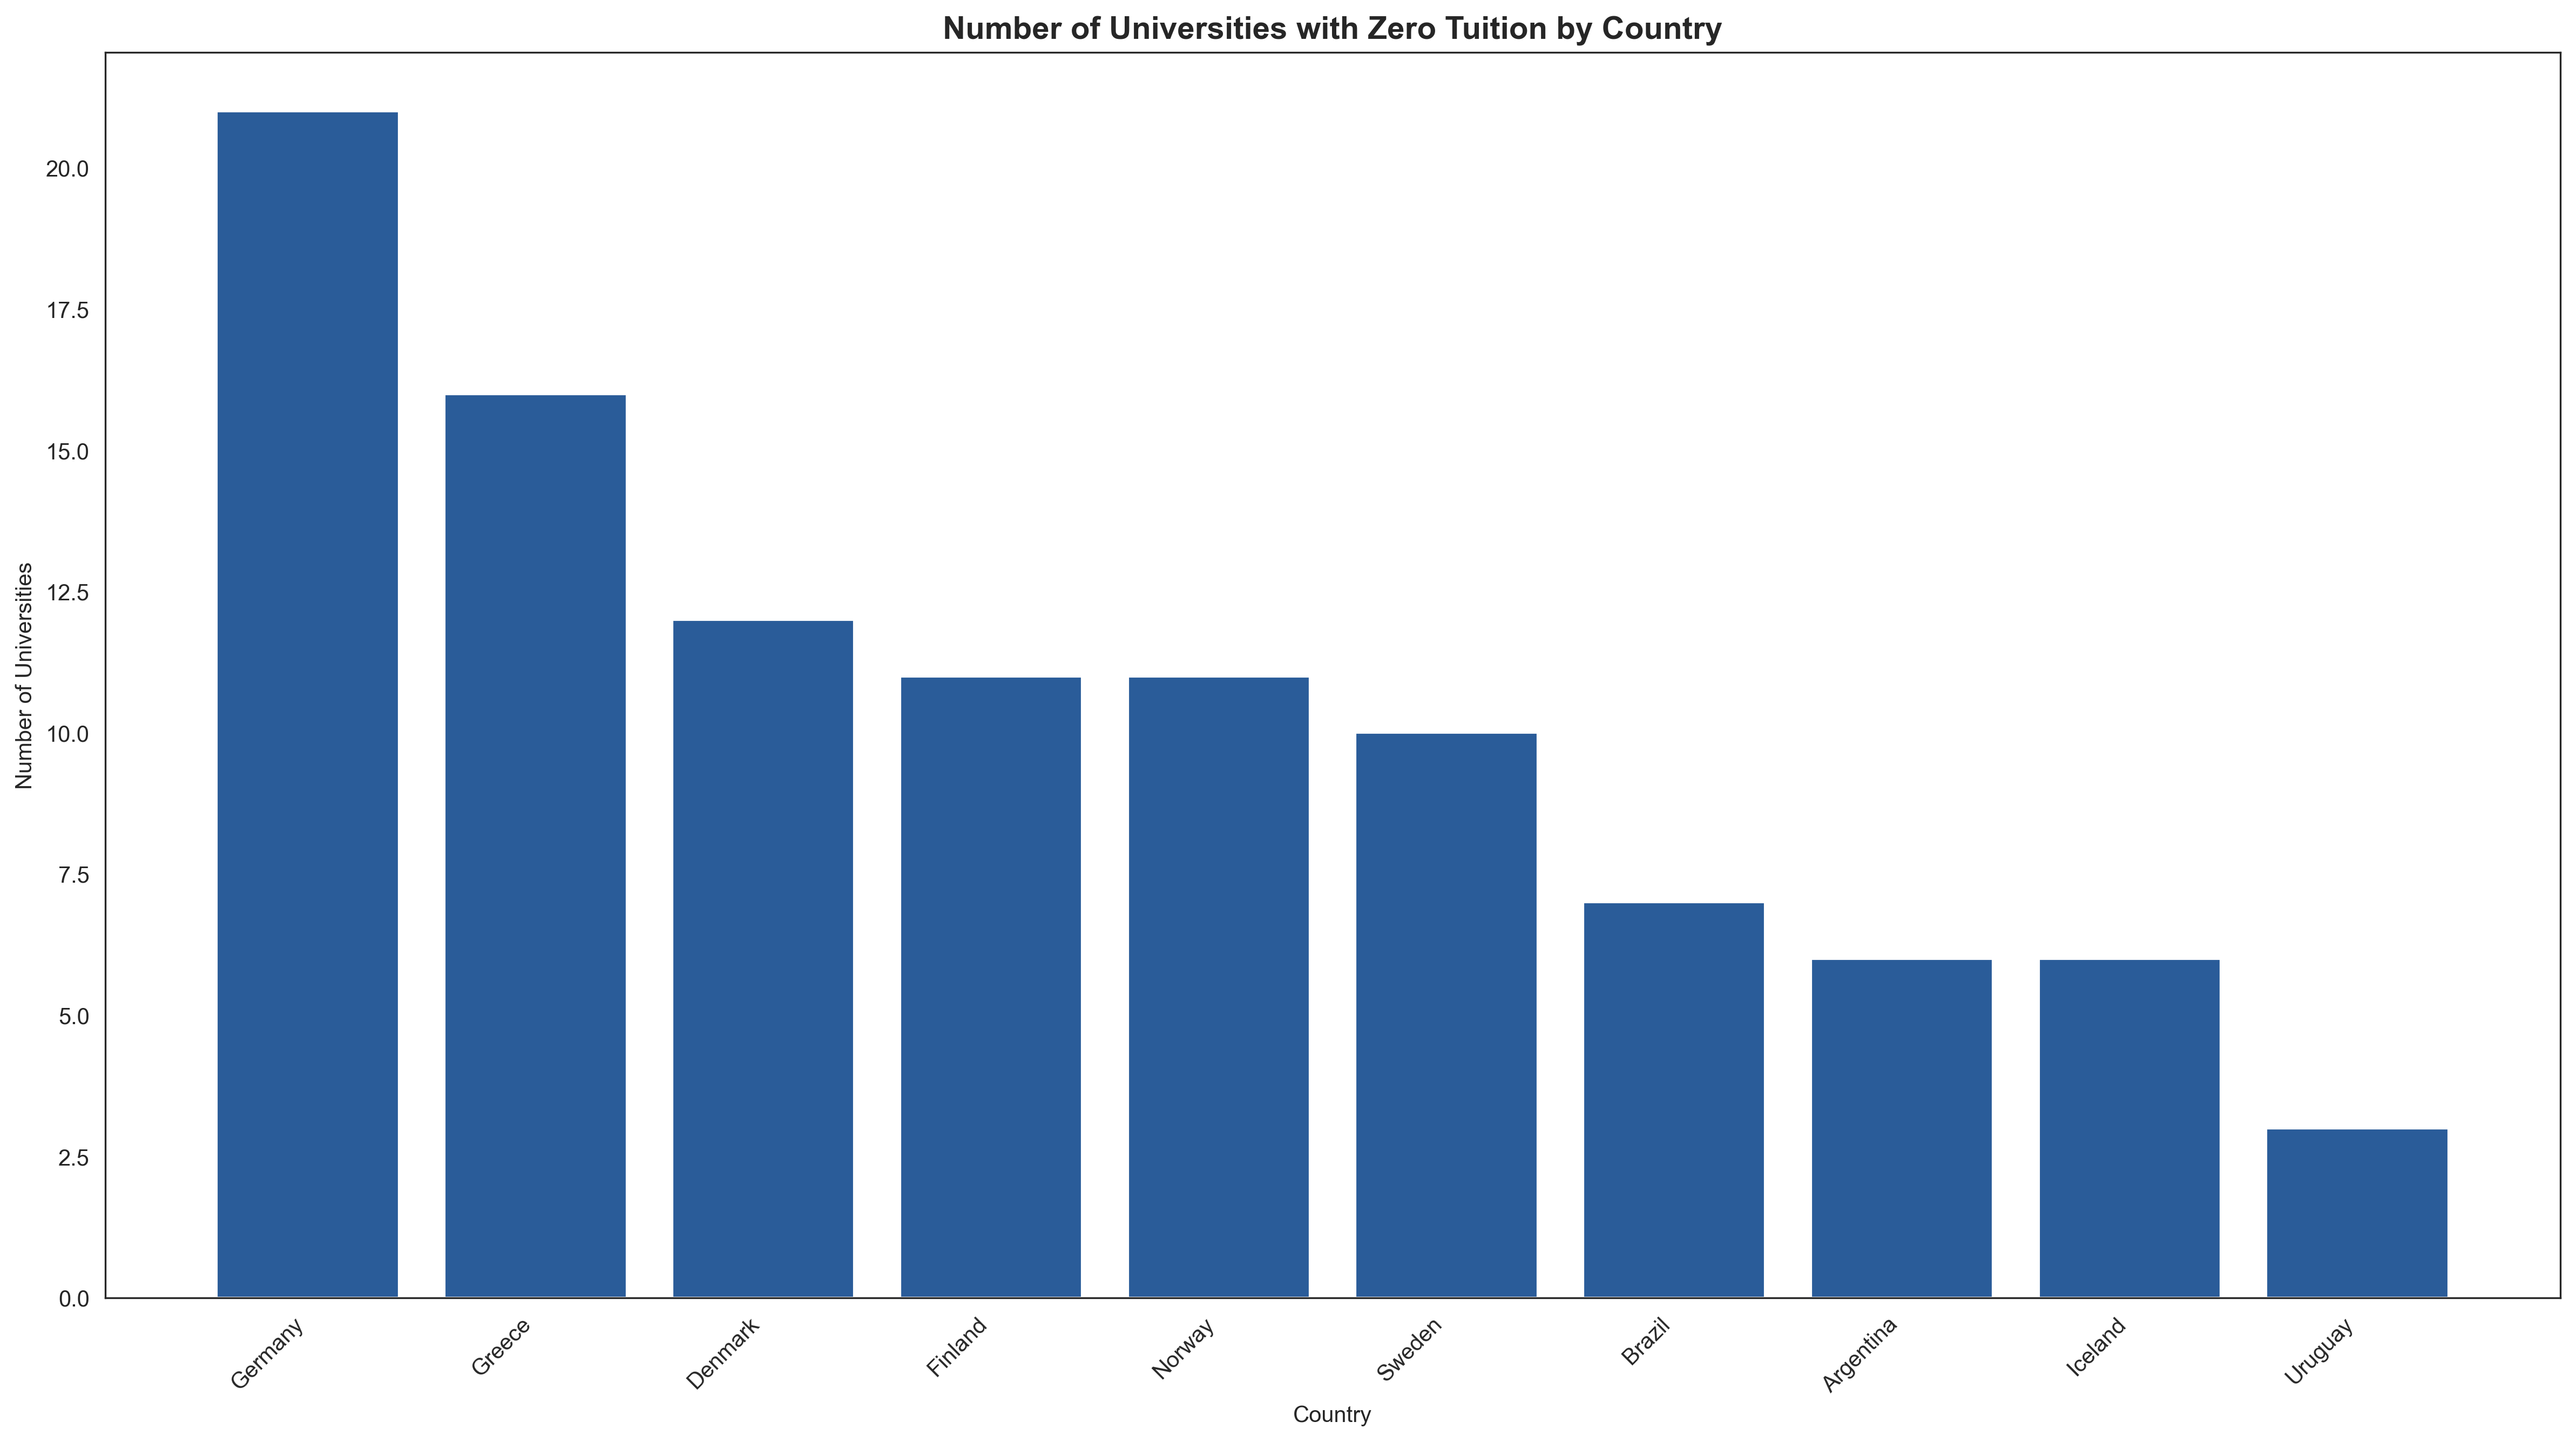 Number of Universities with Zero Tuition by Country
Number of Universities
20.0
17.5
15.0
12.5
10.0
7.5
5.0
2.5
0.0
Germany
Greece
Denmark
Finland
Norway
Sweden
Brazil
Argentina
Iceland
Uruguay
Country